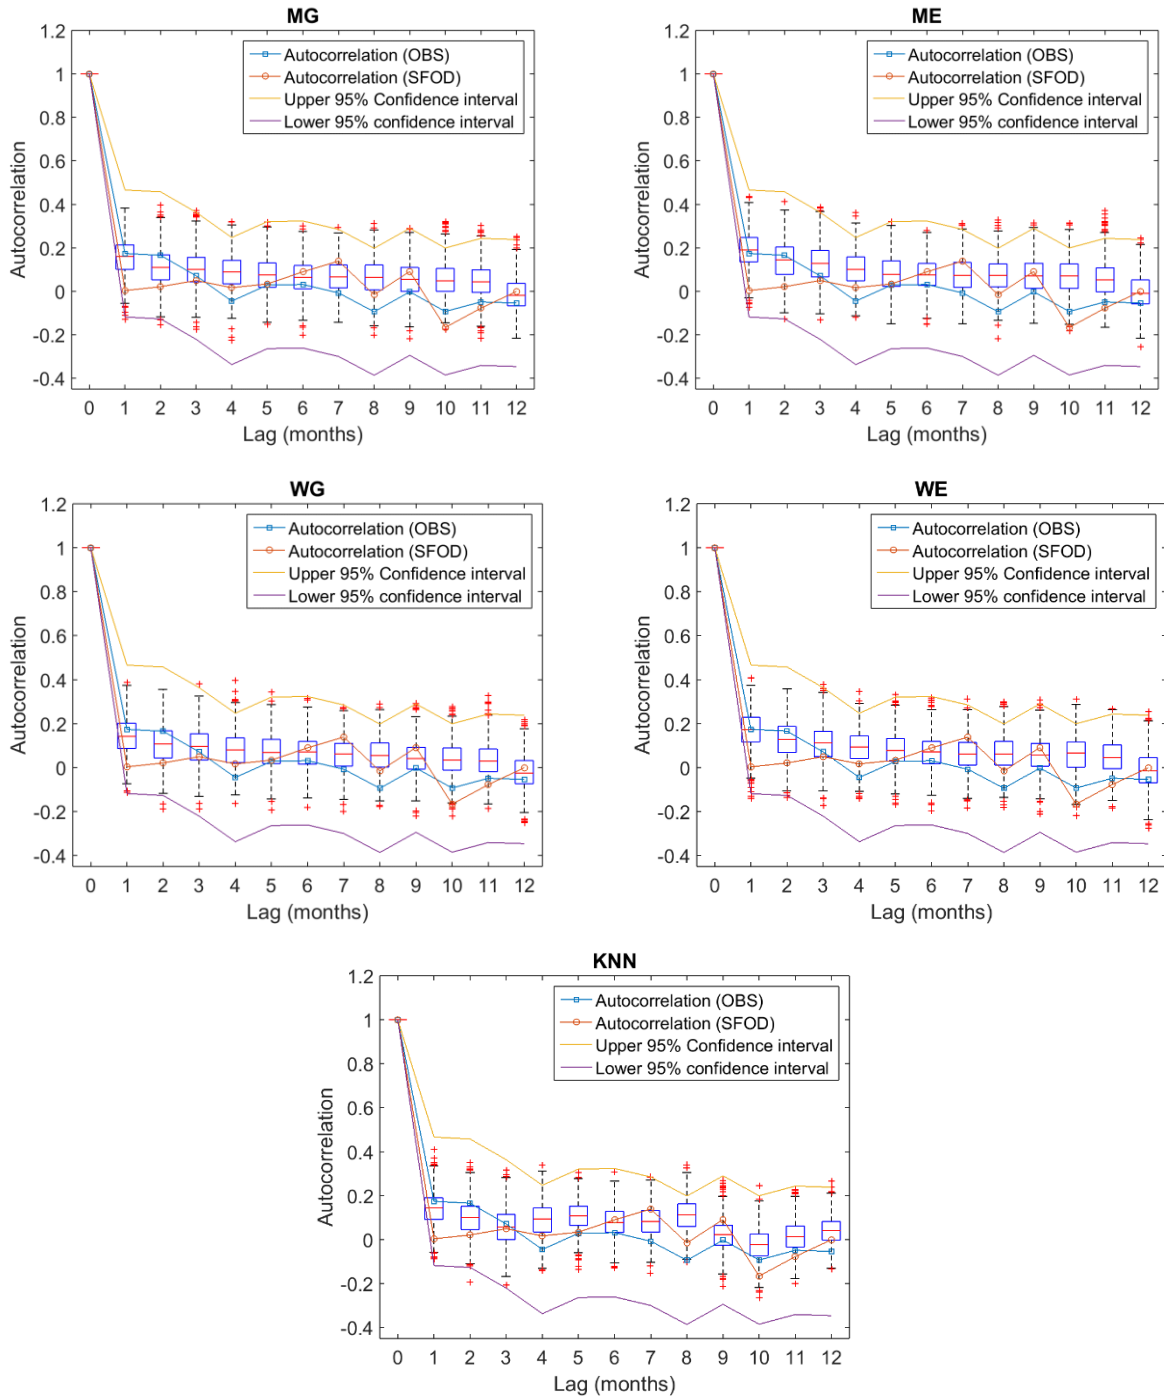 MG
Autocorrelation (OBS)
Autocorrelation (SFOD)
Upper 95% Confidence interval
Lower 95% confidence interval
1.2
1
0.8
0.6
0.4
0.2
0
-0.2
-0.4
Autocorrelation
0 1 2 3 4 5 6 7 8 9 10 11 12
Lag (months)
ME
Autocorrelation (OBS)
Autocorrelation (SFOD)
Upper 95% Confidence interval
Lower 95% confidence interval
1.2
1
0.8
0.6
0.4
0.2
0
-0.2
-0.4
Autocorrelation
0 1 2 3 4 5 6 7 8 9 10 11 12
Lag (months)
WG
Autocorrelation (OBS)
Autocorrelation (SFOD)
Upper 95% Confidence interval
Lower 95% confidence interval
1.2
1
0.8
0.6
0.4
0.2
0
-0.2
-0.4
Autocorrelation
0 1 2 3 4 5 6 7 8 9 10 11 12
Lag (months)
WE
Autocorrelation (OBS)
Autocorrelation (SFOD)
Upper 95% Confidence interval
Lower 95% confidence interval
1.2
1
0.8
0.6
0.4
0.2
0
-0.2
-0.4
Autocorrelation
0 1 2 3 4 5 6 7 8 9 10 11 12
Lag (months)
KNN
Autocorrelation (OBS)
Autocorrelation (SFOD)
Upper 95% Confidence interval
Lower 95% confidence interval
1.2
1
0.8
0.6
0.4
0.2
0
-0.2
-0.4
Autocorrelation
0 1 2 3 4 5 6 7 8 9 10 11 12
Lag (months)